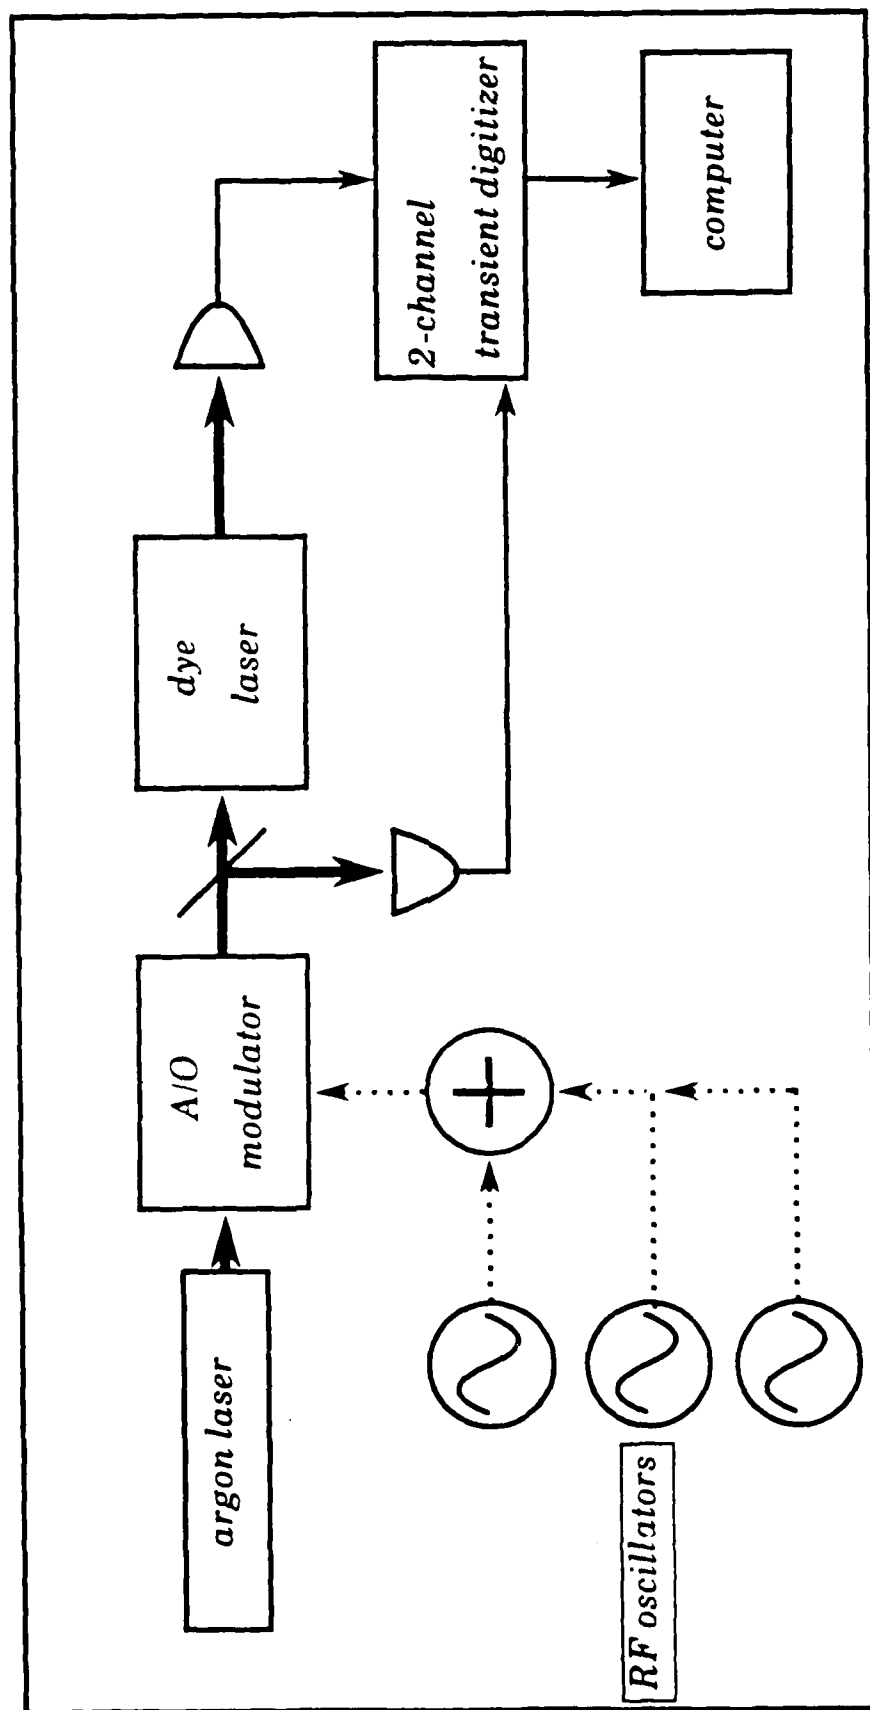 argon laser
A/O
modulator
dye
laser
2-channel
transient digitizer
computer
RF oscillators